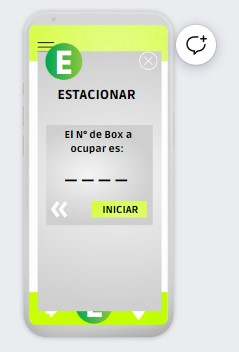 E
ESTACIONAR
El N° de Box a
ocupar es:
_ _ _ _
INICIAR